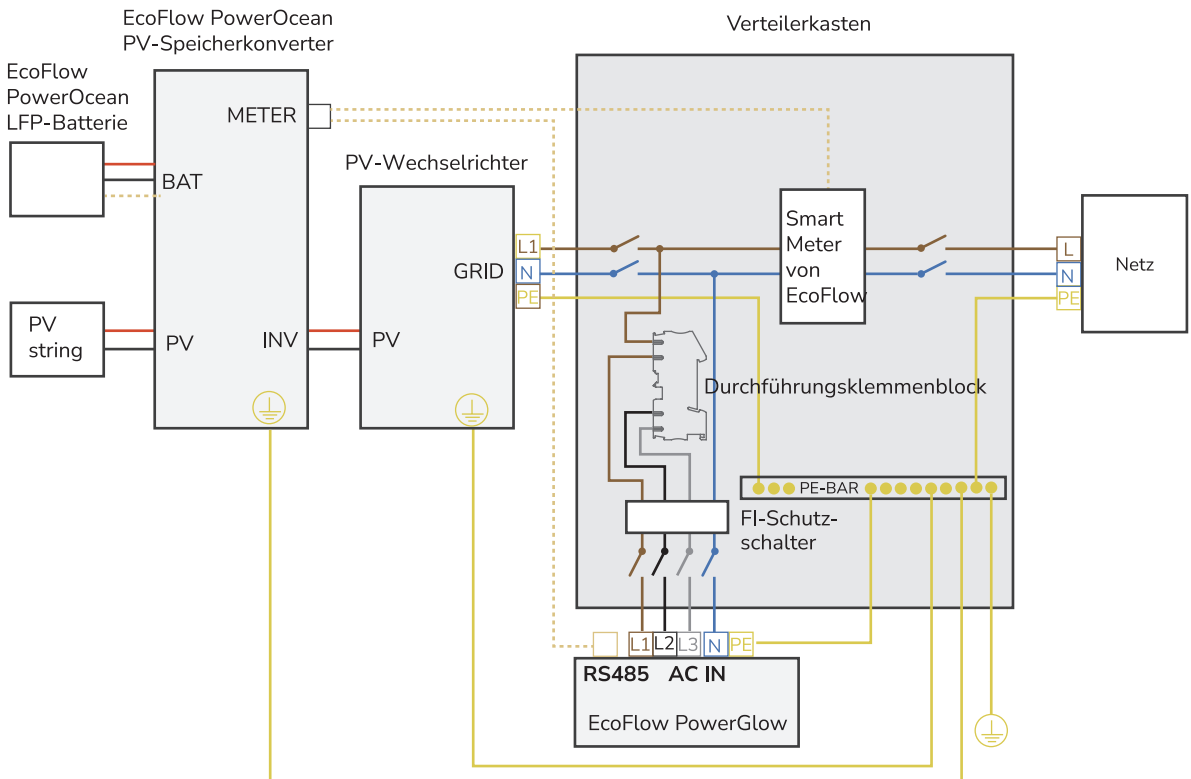 EcoFlow PowerOcean
PV-Speicherkonverter
Verteilerkasten
EcoFlow
PowerOcean
LFP-Batterie
METER
BAT
PV-Wechselrichter
L1
GRID
N
PE
Smart
Meter
von
EcoFlow
L
N
PE
Netz
PV
string
PV
INV
PV
Durchführungsklemmenblock
PE-BAR
FI-Schutz-
schalter
L1
L2
L3
N
PE
RS485 AC IN
EcoFlow PowerGlow